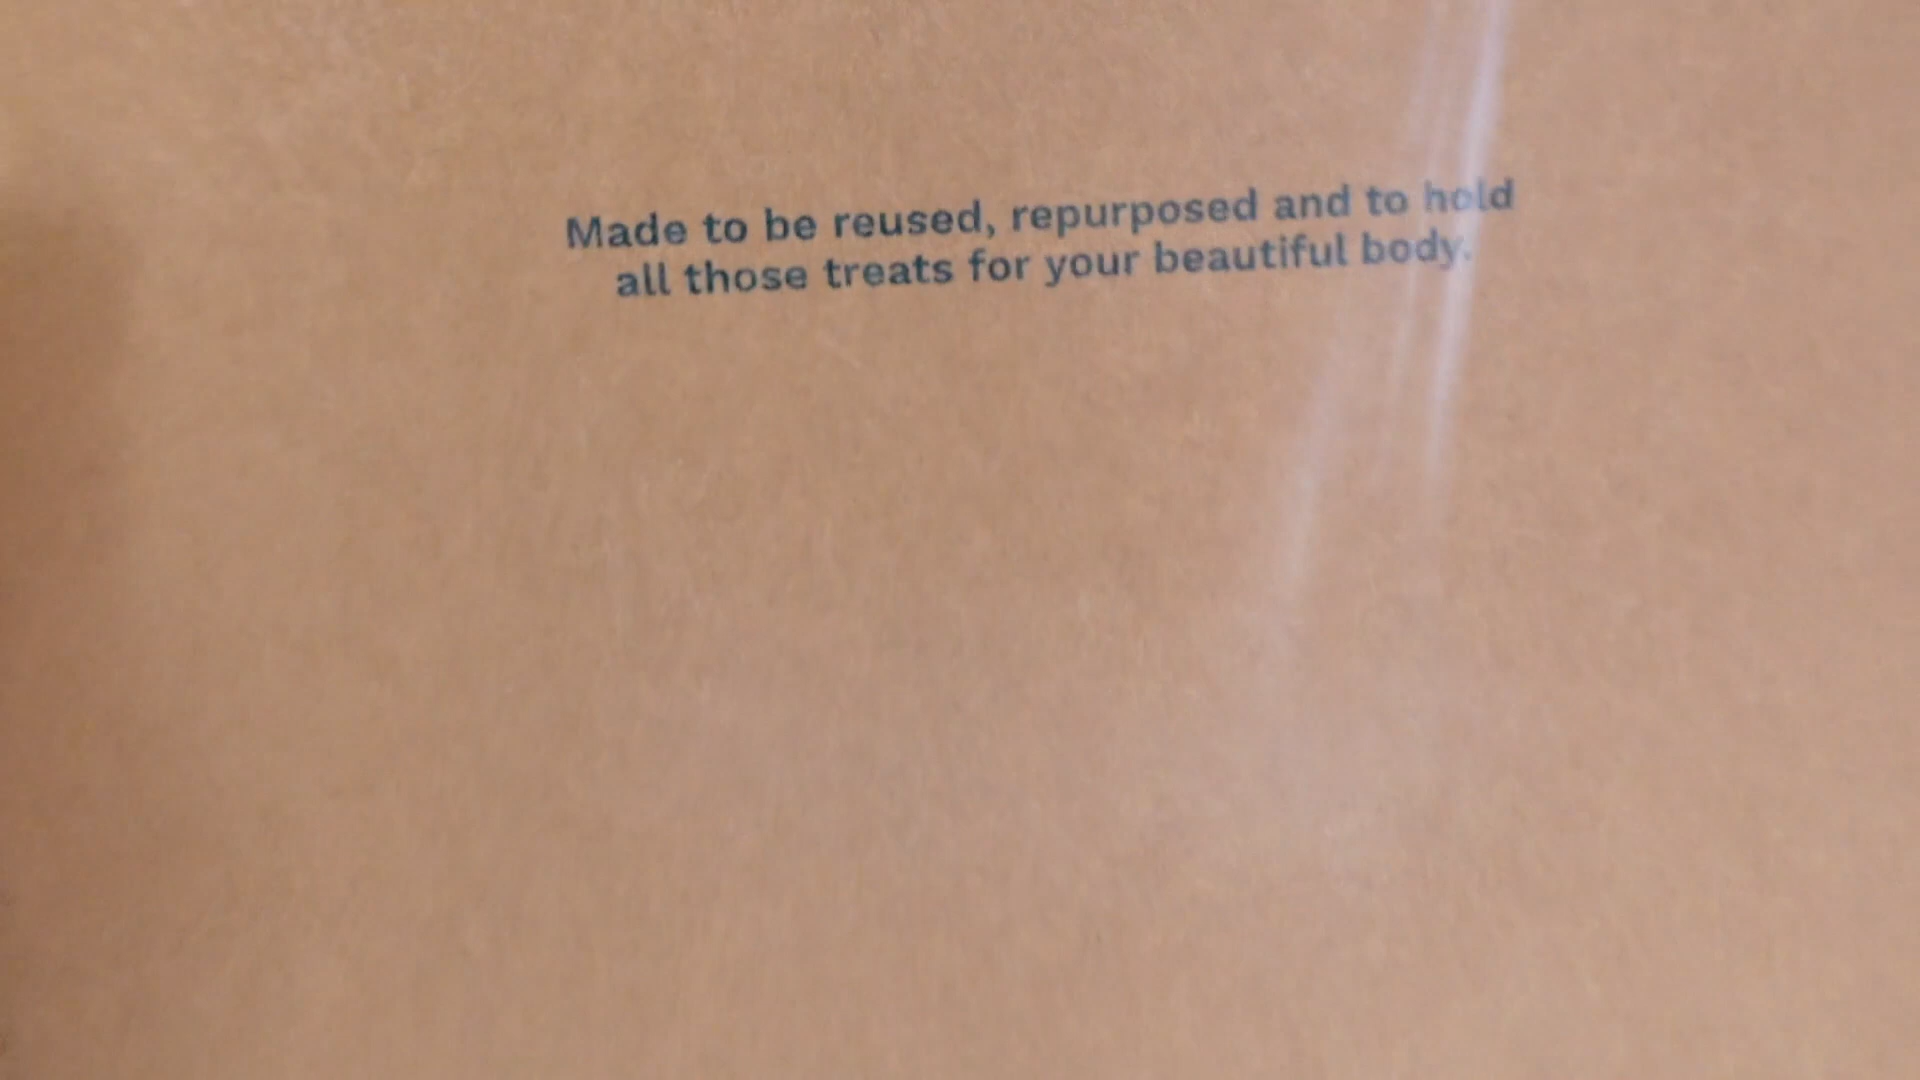 Made to be reused, repurposed and to hold
all those treats for your beautiful body.